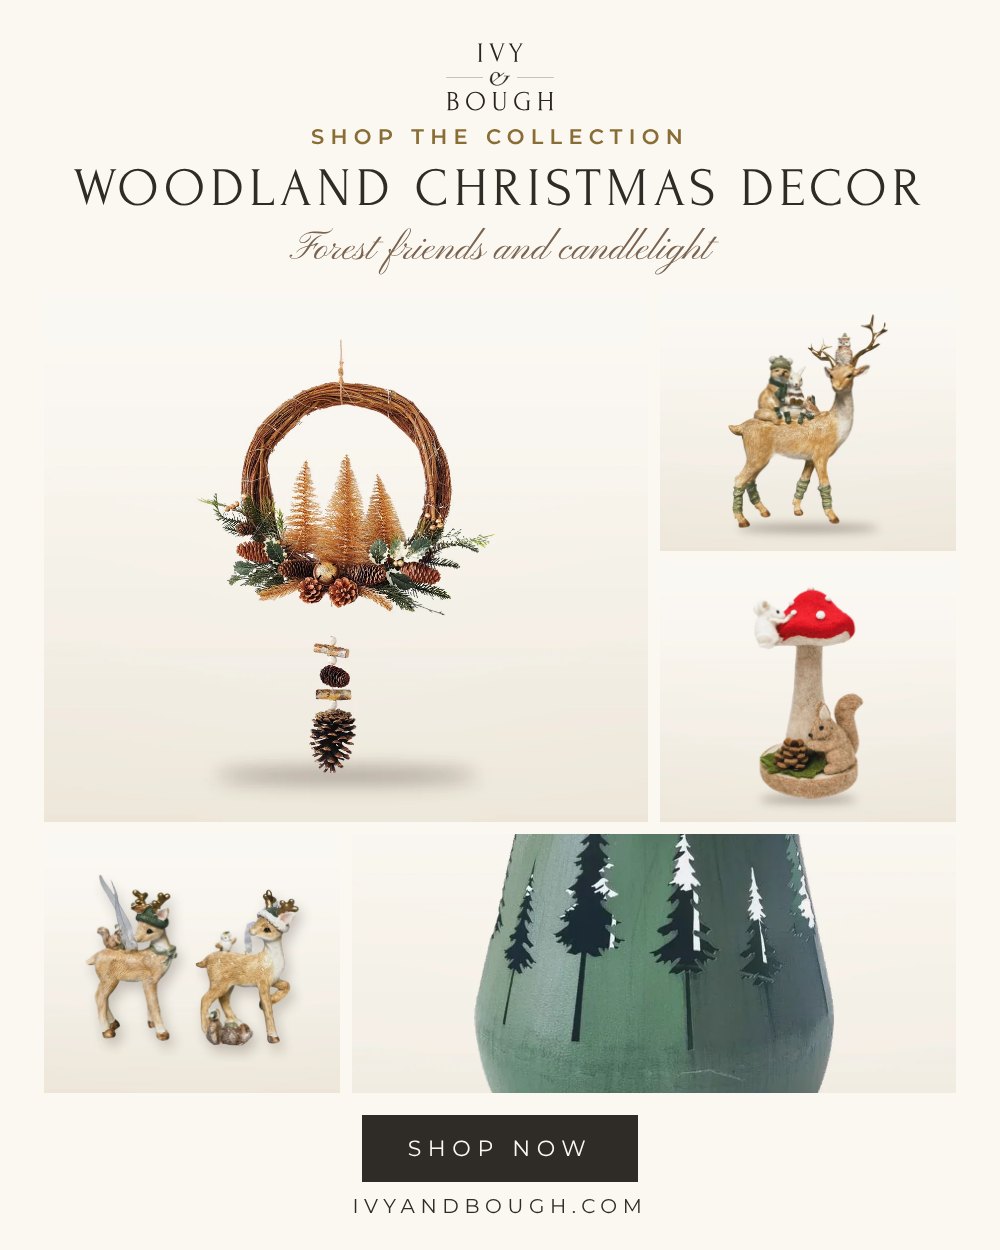 IVY
&
BOUGH
SHOP THE COLLECTION
WOODLAND CHRISTMAS DECOR
Forest friends and candlelight
SHOP NOW
IVYANDBOUGH.COM